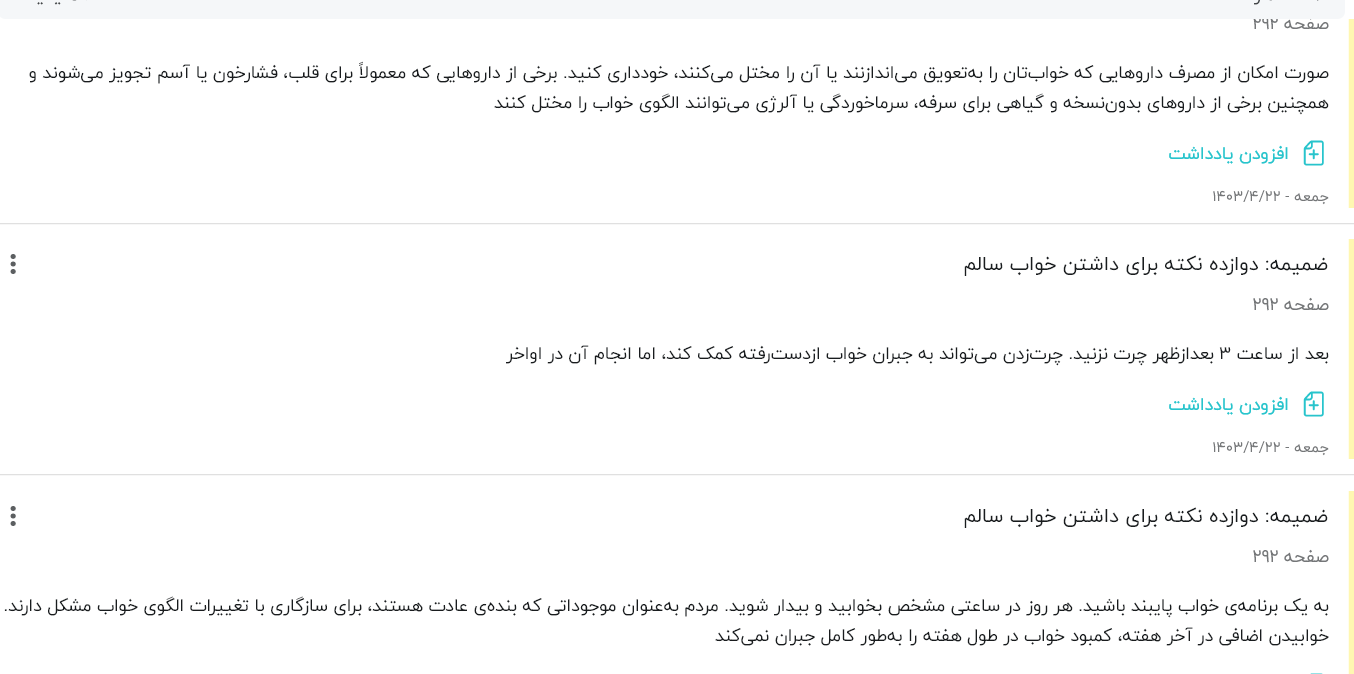 صفحه ۲۹۲
صورت امکان از مصرف داروهایی که خواب‌تان را به‌تعویق می‌اندازنند یا آن را مختل می‌کنند، خودداری کنید. برخی از داروهایی که معمولاً برای قلب، فشارخون یا آسم تجویز می‌شوند و
همچنین برخی از داروهای بدون‌نسخه و گیاهی برای سرفه، سرماخوردگی یا آلرژی می‌توانند الگوی خواب را مختل کنند
افزودن یادداشت
جمعه - ۱۴۰۳/۴/۲۲
ضمیمه: دوازده نکته برای داشتن خواب سالم
صفحه ۲۹۲
بعد از ساعت ۳ بعدازظهر چرت نزنید. چرت‌زدن می‌تواند به جبران خواب ازدست‌رفته کمک کند، اما انجام آن در اواخر
افزودن یادداشت
جمعه - ۱۴۰۳/۴/۲۲
ضمیمه: دوازده نکته برای داشتن خواب سالم
صفحه ۲۹۲
به یک برنامه‌ی خواب پایبند باشید. هر روز در ساعتی مشخص بخوابید و بیدار شوید. مردم به‌عنوان موجوداتی که بنده‌ی عادت هستند، برای سازگاری با تغییرات الگوی خواب مشکل دارند.
خوابیدن اضافی در آخر هفته، کمبود خواب در طول هفته را به‌طور کامل جبران نمی‌کند